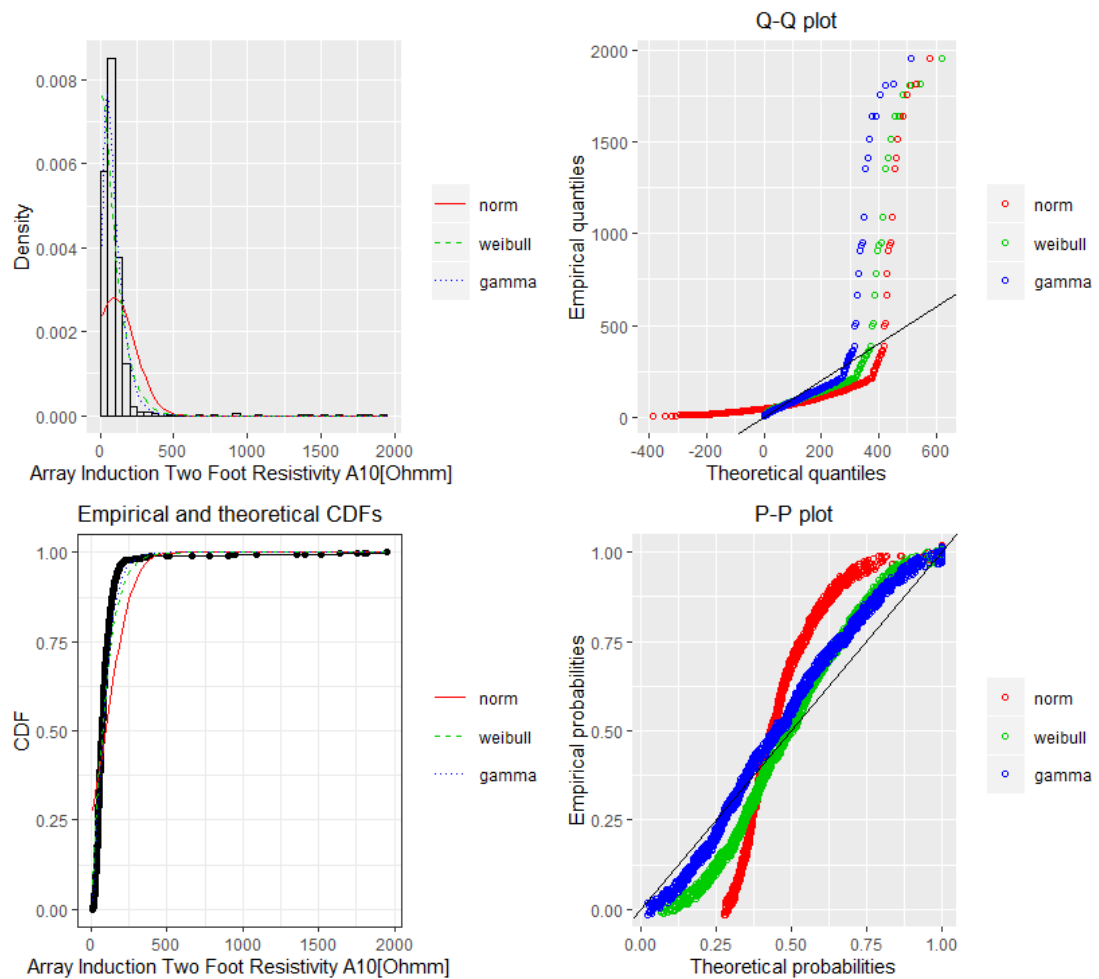 Density
0.008
0.006
0.004
0.002
0.000
0 500 1000 1500 2000
Array Induction Two Foot Resistivity A10[Ohmm]
norm
weibull
gamma
Q-Q plot
Empirical quantiles
2000
1500
1000
500
0
-400 -200 0 200 400 600
Theoretical quantiles
norm
weibull
gamma
Empirical and theoretical CDFs
CDF
1.00
0.75
0.50
0.25
0.00
0 500 1000 1500 2000
Array Induction Two Foot Resistivity A10[Ohmm]
norm
weibull
gamma
P-P plot
Empirical probabilities
1.00
0.75
0.50
0.25
0.00
0.00 0.25 0.50 0.75 1.00
Theoretical probabilities
norm
weibull
gamma